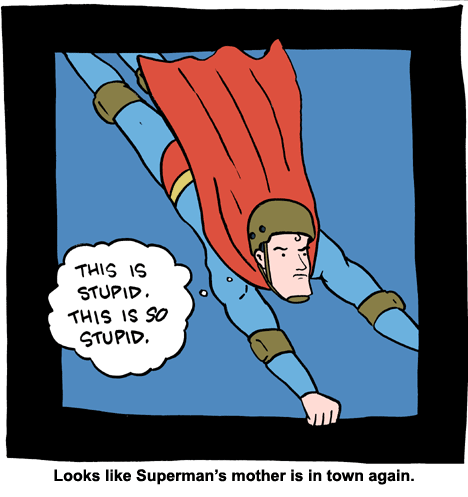 THIS IS
STUPID.
THIS IS SO
STUPID.
Looks like Superman's mother is in town again.